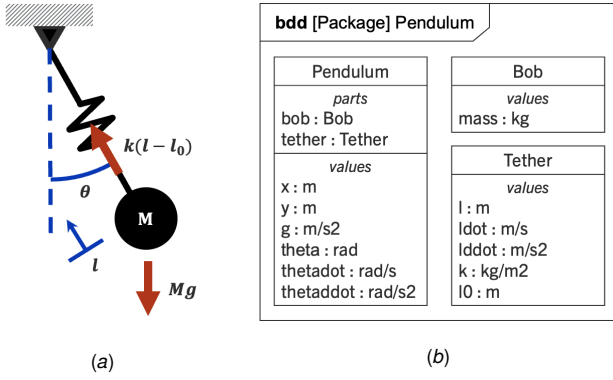 k(l − l₀)
θ
M
l
Mg
(a)
bdd [Package] Pendulum
Pendulum
parts
bob : Bob
tether : Tether
values
x : m
y : m
g : m/s2
theta : rad
thetadot : rad/s
thetaddot : rad/s2
Bob
values
mass : kg
Tether
values
l : m
ldot : m/s
lddot : m/s2
k : kg/m2
l0 : m
(b)